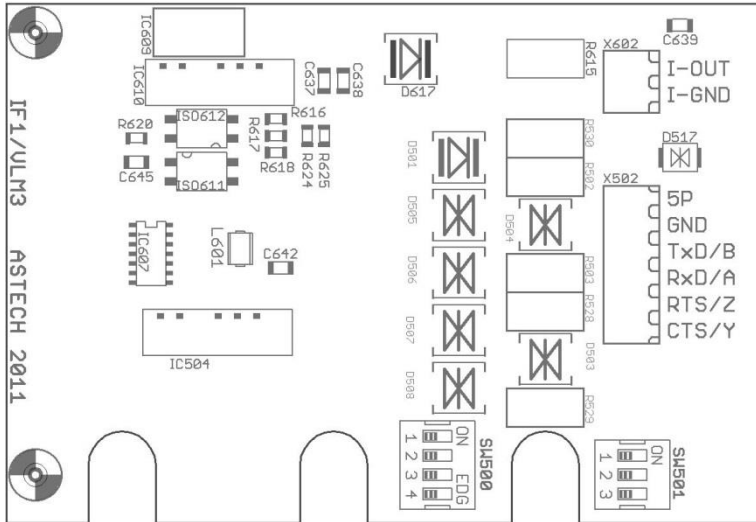 IC609
IC610
C637
C638
D617
R615
X602
C639
I-OUT
I-GND
IF1/VLM3 ASTECH 2011
R620
ISO612
R616
R617
R618
R624
R625
C645
ISO611
D501
R530
R502
D517
X502
5P
GND
TxD/B
RxD/A
RTS/Z
CTS/Y
D505
D504
IC607
L601
C642
D506
R503
R528
IC504
D507
D503
D508
R529
1 ON
2
3
4 EDG
SW500
1 ON
2
3
SW501